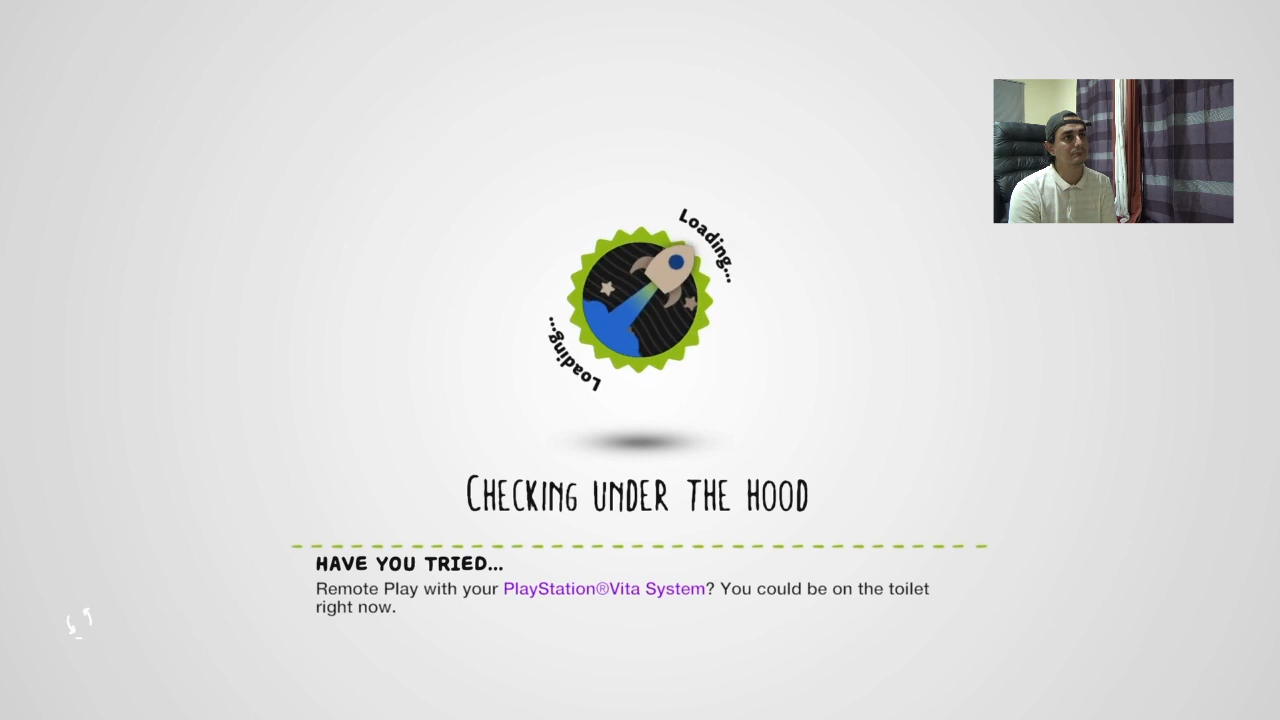 Loading...
Loading...
CHECKING UNDER THE HOOD
HAVE YOU TRIED...
Remote Play with your PlayStation®Vita System? You could be on the toilet
right now.